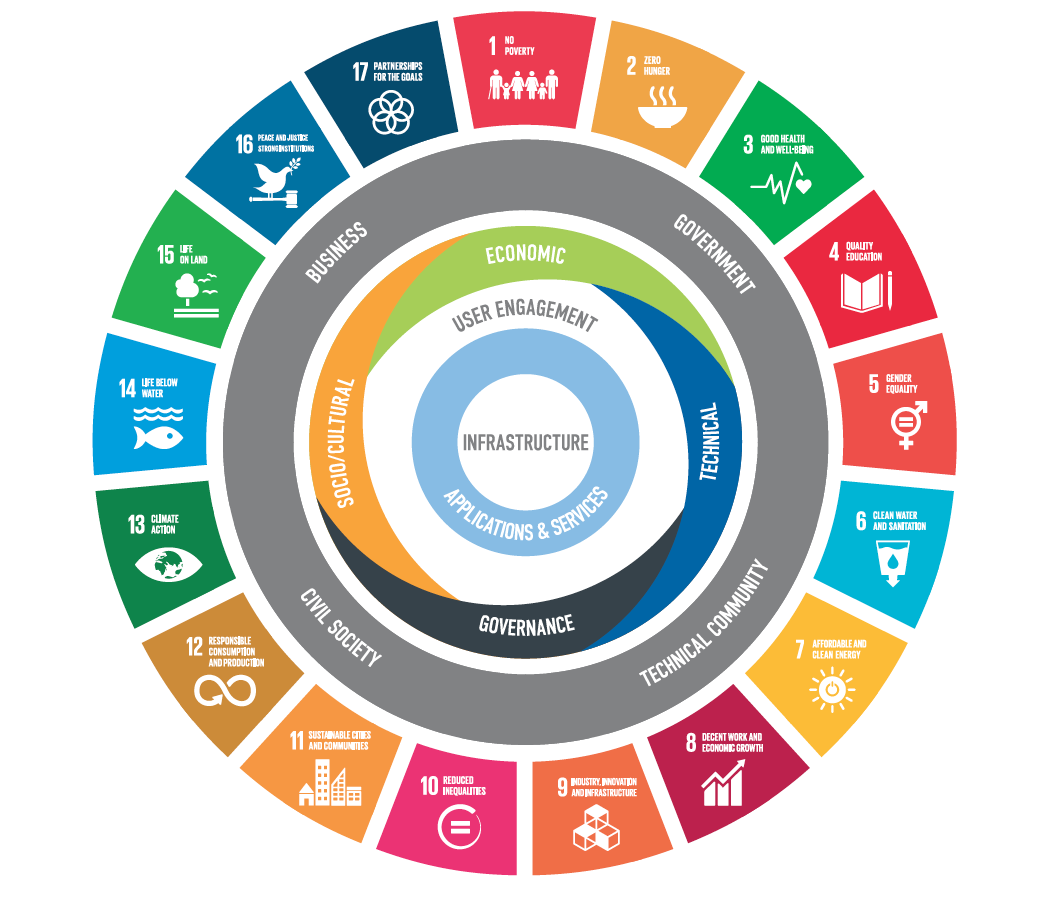 1 NO
POVERTY
2 ZERO
HUNGER
3 GOOD HEALTH
AND WELL-BEING
4 QUALITY
EDUCATION
5 GENDER
EQUALITY
6 CLEAN WATER
AND SANITATION
7 AFFORDABLE AND
CLEAN ENERGY
8 DECENT WORK AND
ECONOMIC GROWTH
9 INDUSTRY, INNOVATION
AND INFRASTRUCTURE
10 REDUCED
INEQUALITIES
11 SUSTAINABLE CITIES
AND COMMUNITIES
12 RESPONSIBLE
CONSUMPTION
AND PRODUCTION
13 CLIMATE
ACTION
14 LIFE BELOW
WATER
15 LIFE
ON LAND
16 PEACE AND JUSTICE
STRONG INSTITUTIONS
17 PARTNERSHIPS
FOR THE GOALS
BUSINESS
GOVERNMENT
TECHNICAL COMMUNITY
CIVIL SOCIETY
ECONOMIC
TECHNICAL
GOVERNANCE
SOCIO/CULTURAL
USER ENGAGEMENT
INFRASTRUCTURE
APPLICATIONS & SERVICES